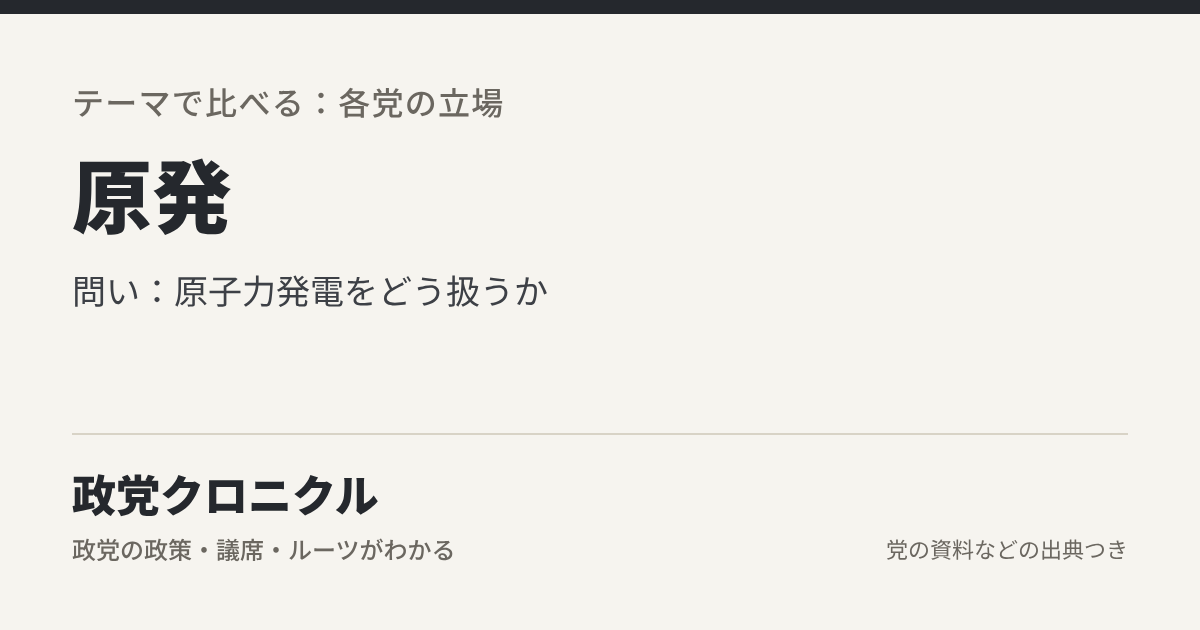 テーマで比べる：各党の立場
原発
問い：原子力発電をどう扱うか
政党クロニクル
政党の政策・議席・ルーツがわかる
党の資料などの出典つき